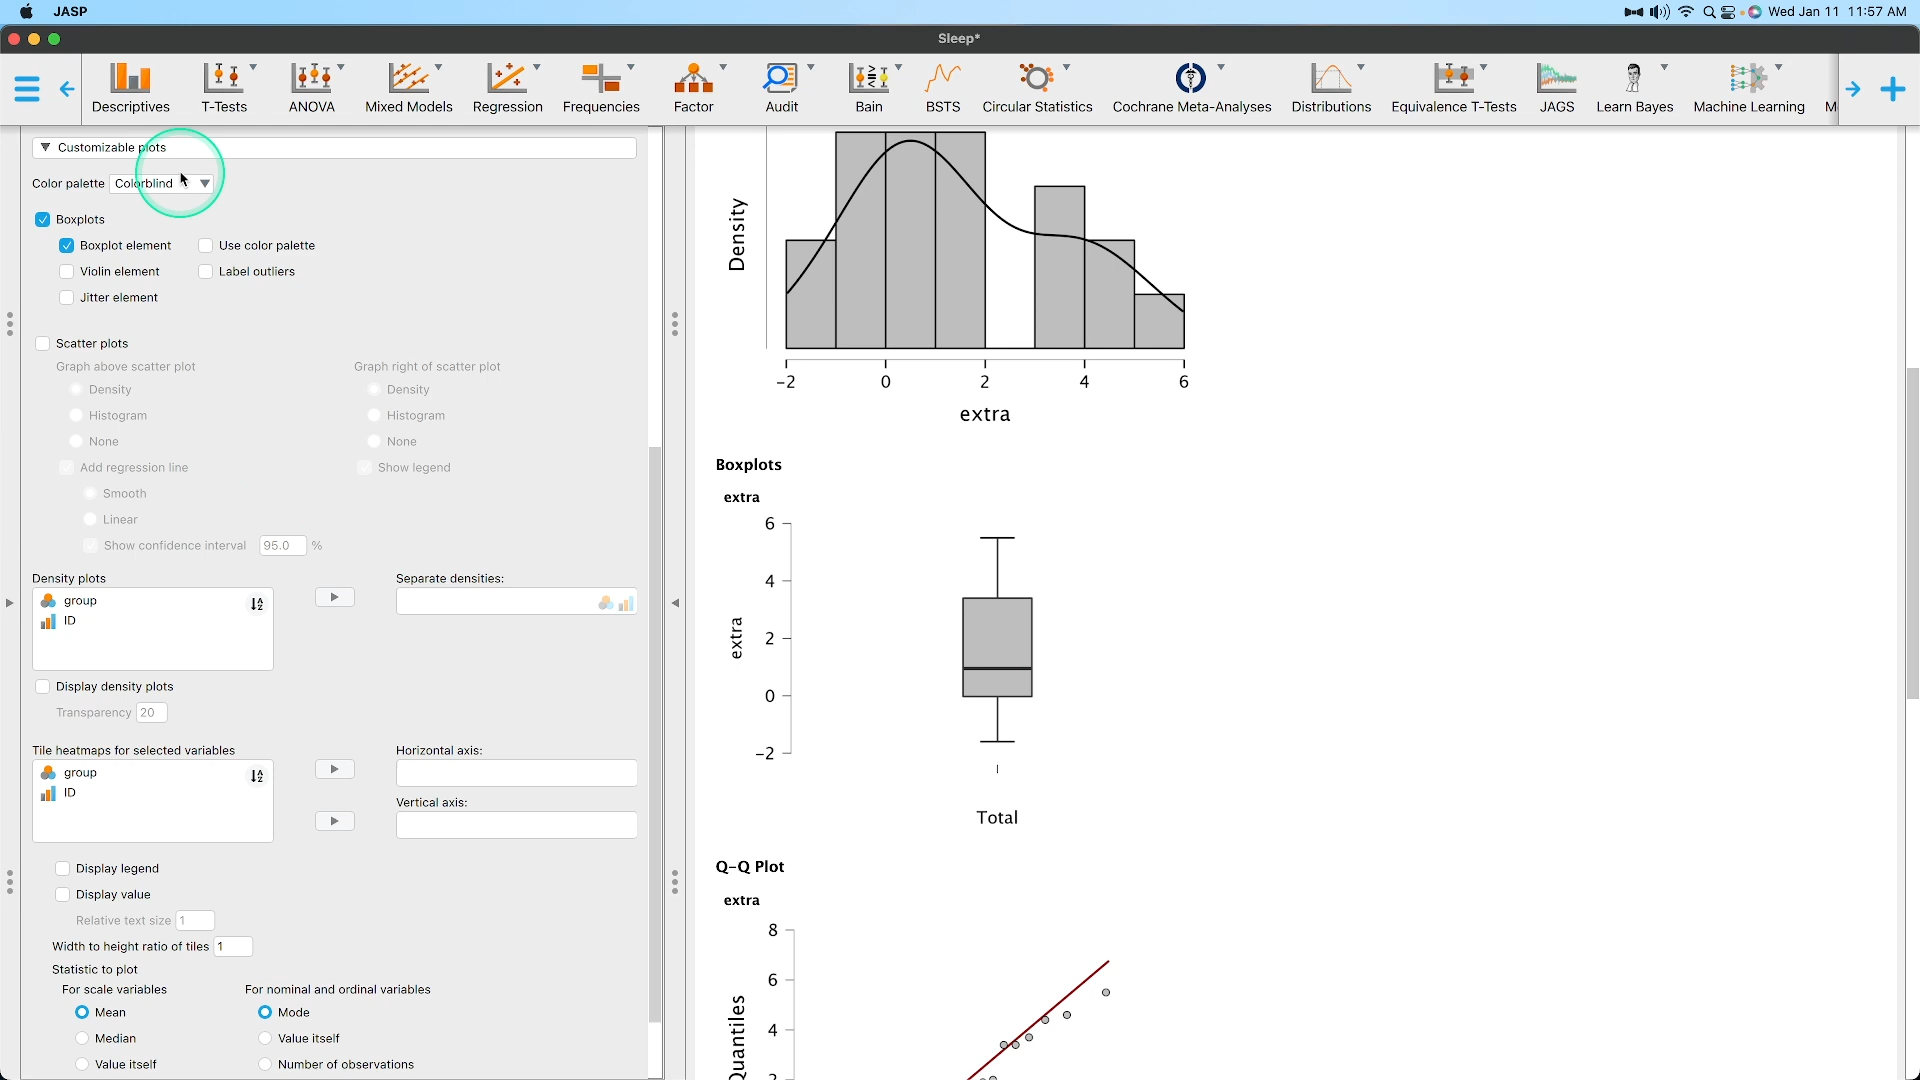 JASP
Wed Jan 11 11:57 AM
Sleep*
Descriptives
T-Tests
ANOVA
Mixed Models
Regression
Frequencies
Factor
Audit
Bain
BSTS
Circular Statistics
Cochrane Meta-Analyses
Distributions
Equivalence T-Tests
JAGS
Learn Bayes
Machine Learning
M
Customizable plots
Color palette Colorblind
Boxplots
Boxplot element Use color palette
Violin element Label outliers
Jitter element
Scatter plots
Graph above scatter plot Graph right of scatter plot
Density Density
Histogram Histogram
None None
Add regression line Show legend
Smooth
Linear
Show confidence interval 95.0 %
Density plots Separate densities:
group
ID
Display density plots
Transparency 20
Tile heatmaps for selected variables Horizontal axis:
group
ID
Vertical axis:
Display legend
Display value
Relative text size 1
Width to height ratio of tiles 1
Statistic to plot
For scale variables For nominal and ordinal variables
Mean Mode
Median Value itself
Value itself Number of observations
Density
-2 0 2 4 6
extra
Boxplots
extra
6
4
2
0
-2
extra
Total
Q-Q Plot
extra
8
6
4
2
Quantiles